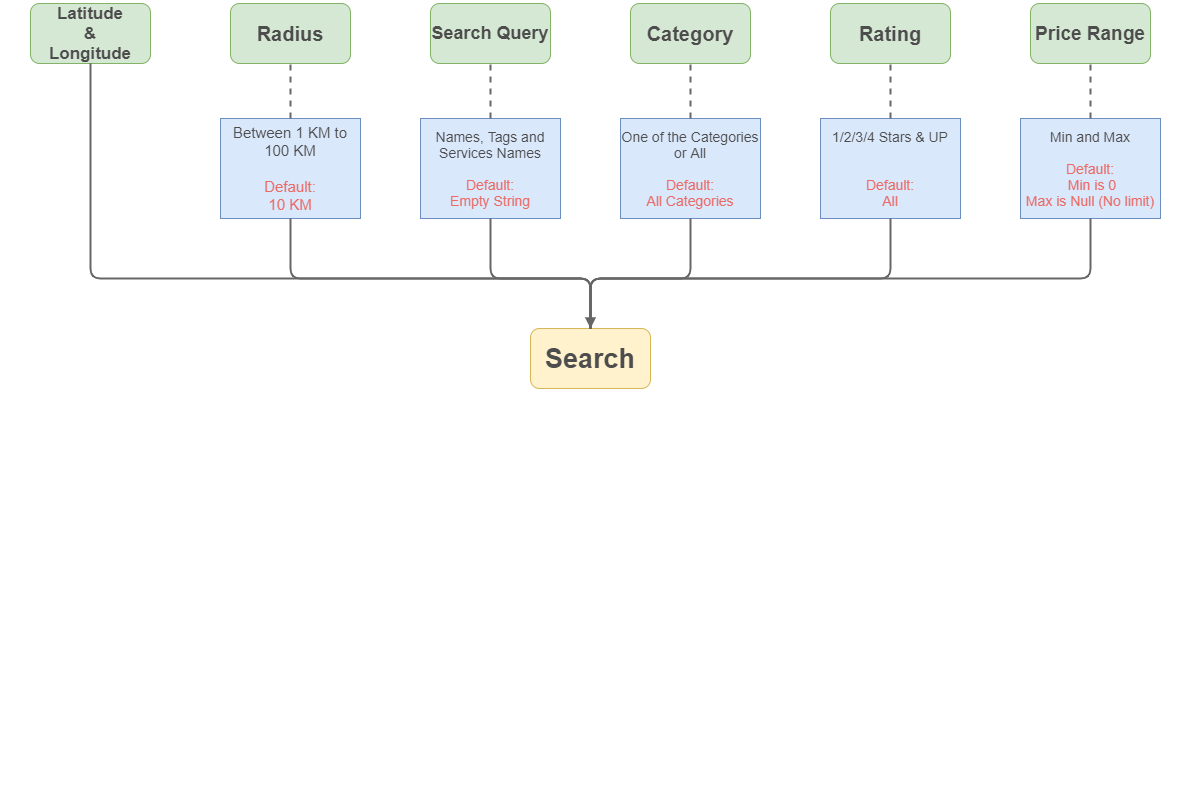 Latitude
&
Longitude
Radius
Search Query
Category
Rating
Price Range
Between 1 KM to
100 KM
Default:
10 KM
Names, Tags and
Services Names
Default:
Empty String
One of the Categories
or All
Default:
All Categories
1/2/3/4 Stars & UP
Default:
All
Min and Max
Default:
Min is 0
Max is Null (No limit)
Search